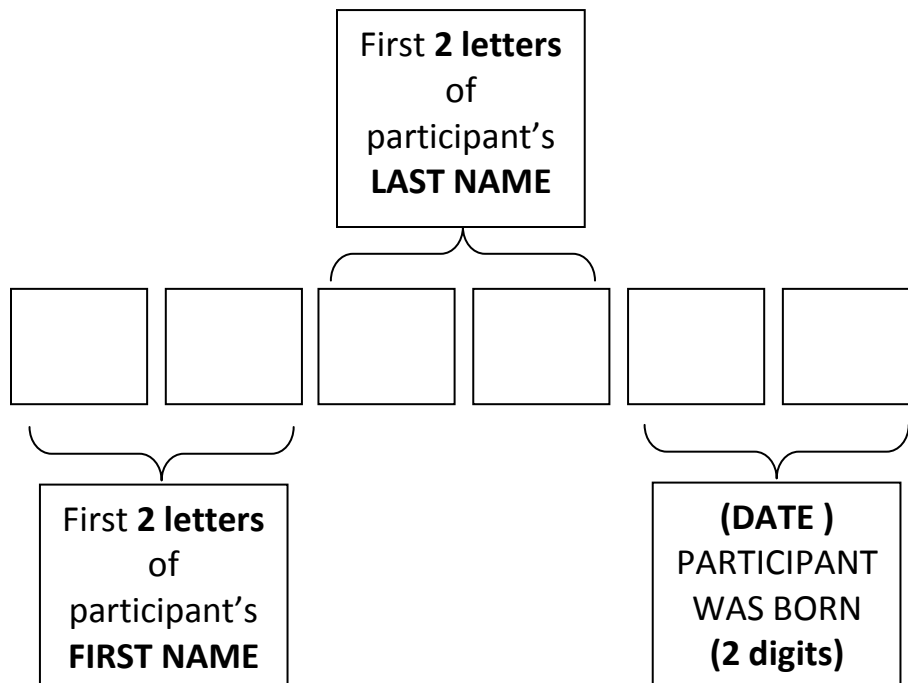 First 2 letters
of
participant’s
LAST NAME
First 2 letters
of
participant’s
FIRST NAME
(DATE )
PARTICIPANT
WAS BORN
(2 digits)